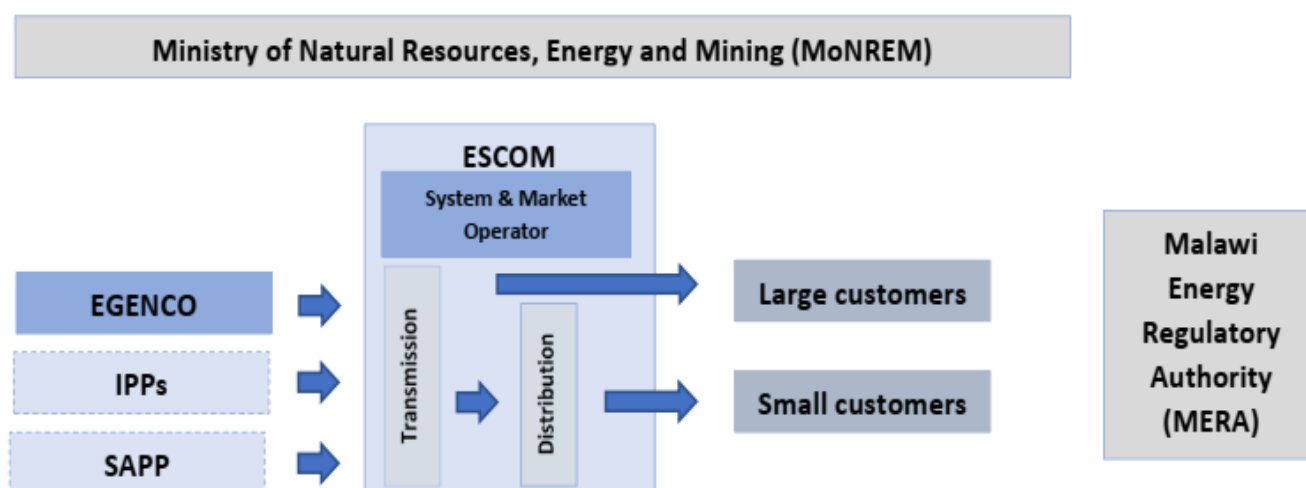 Ministry of Natural Resources, Energy and Mining (MoNREM)
ESCOM
System & Market
Operator
EGENCO
IPPs
SAPP
Transmission
Distribution
Large customers
Small customers
Malawi
Energy
Regulatory
Authority
(MERA)